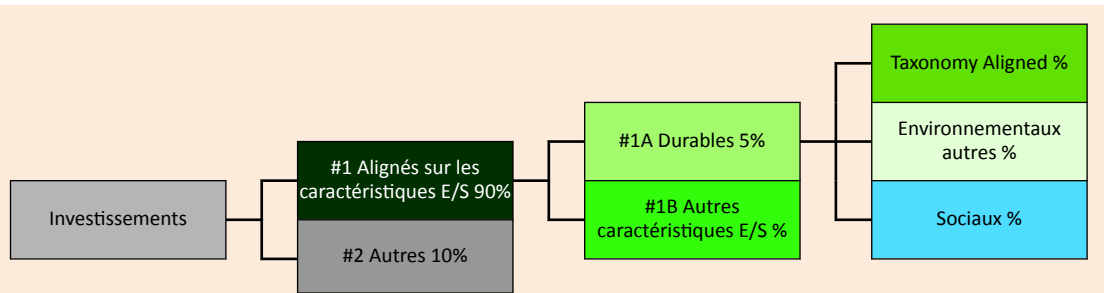 Investissements
#1 Alignés sur les
caractéristiques E/S 90%
#2 Autres 10%
#1A Durables 5%
#1B Autres
caractéristiques E/S %
Taxonomy Aligned %
Environnementaux
autres %
Sociaux %